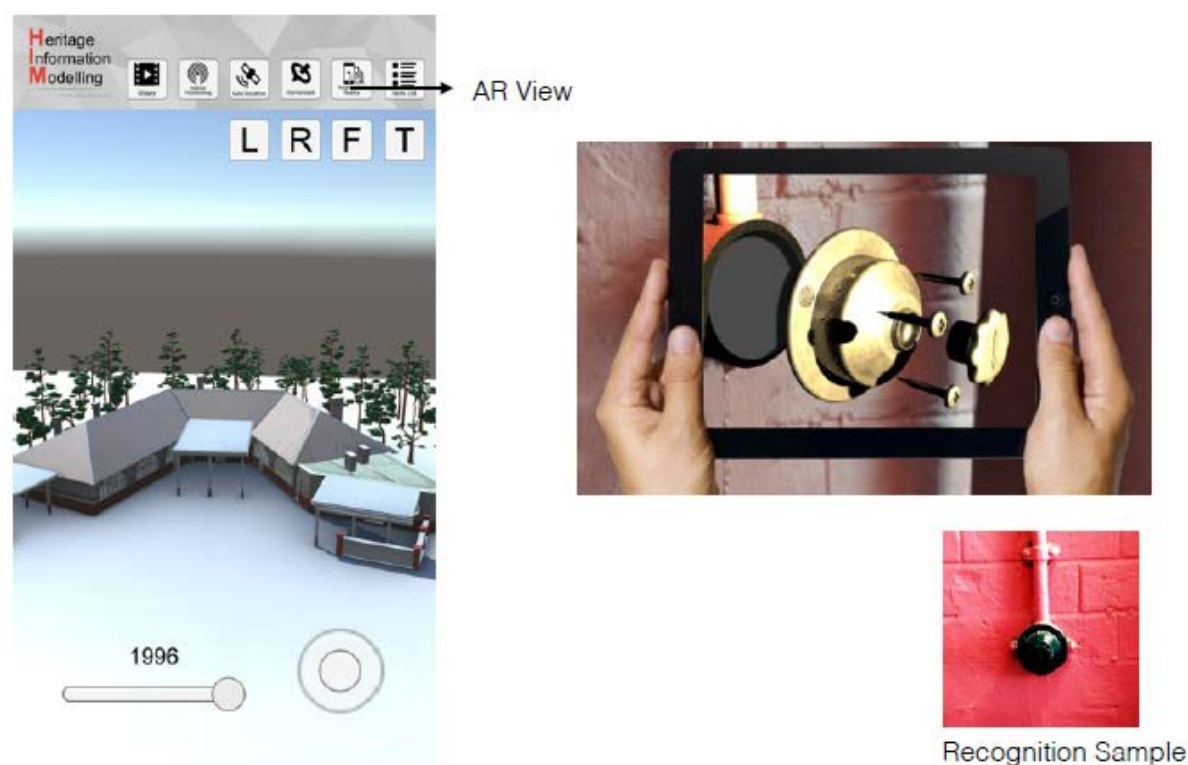 Heritage
Information
Modelling
AR View
L R F T
1996
Recognition Sample